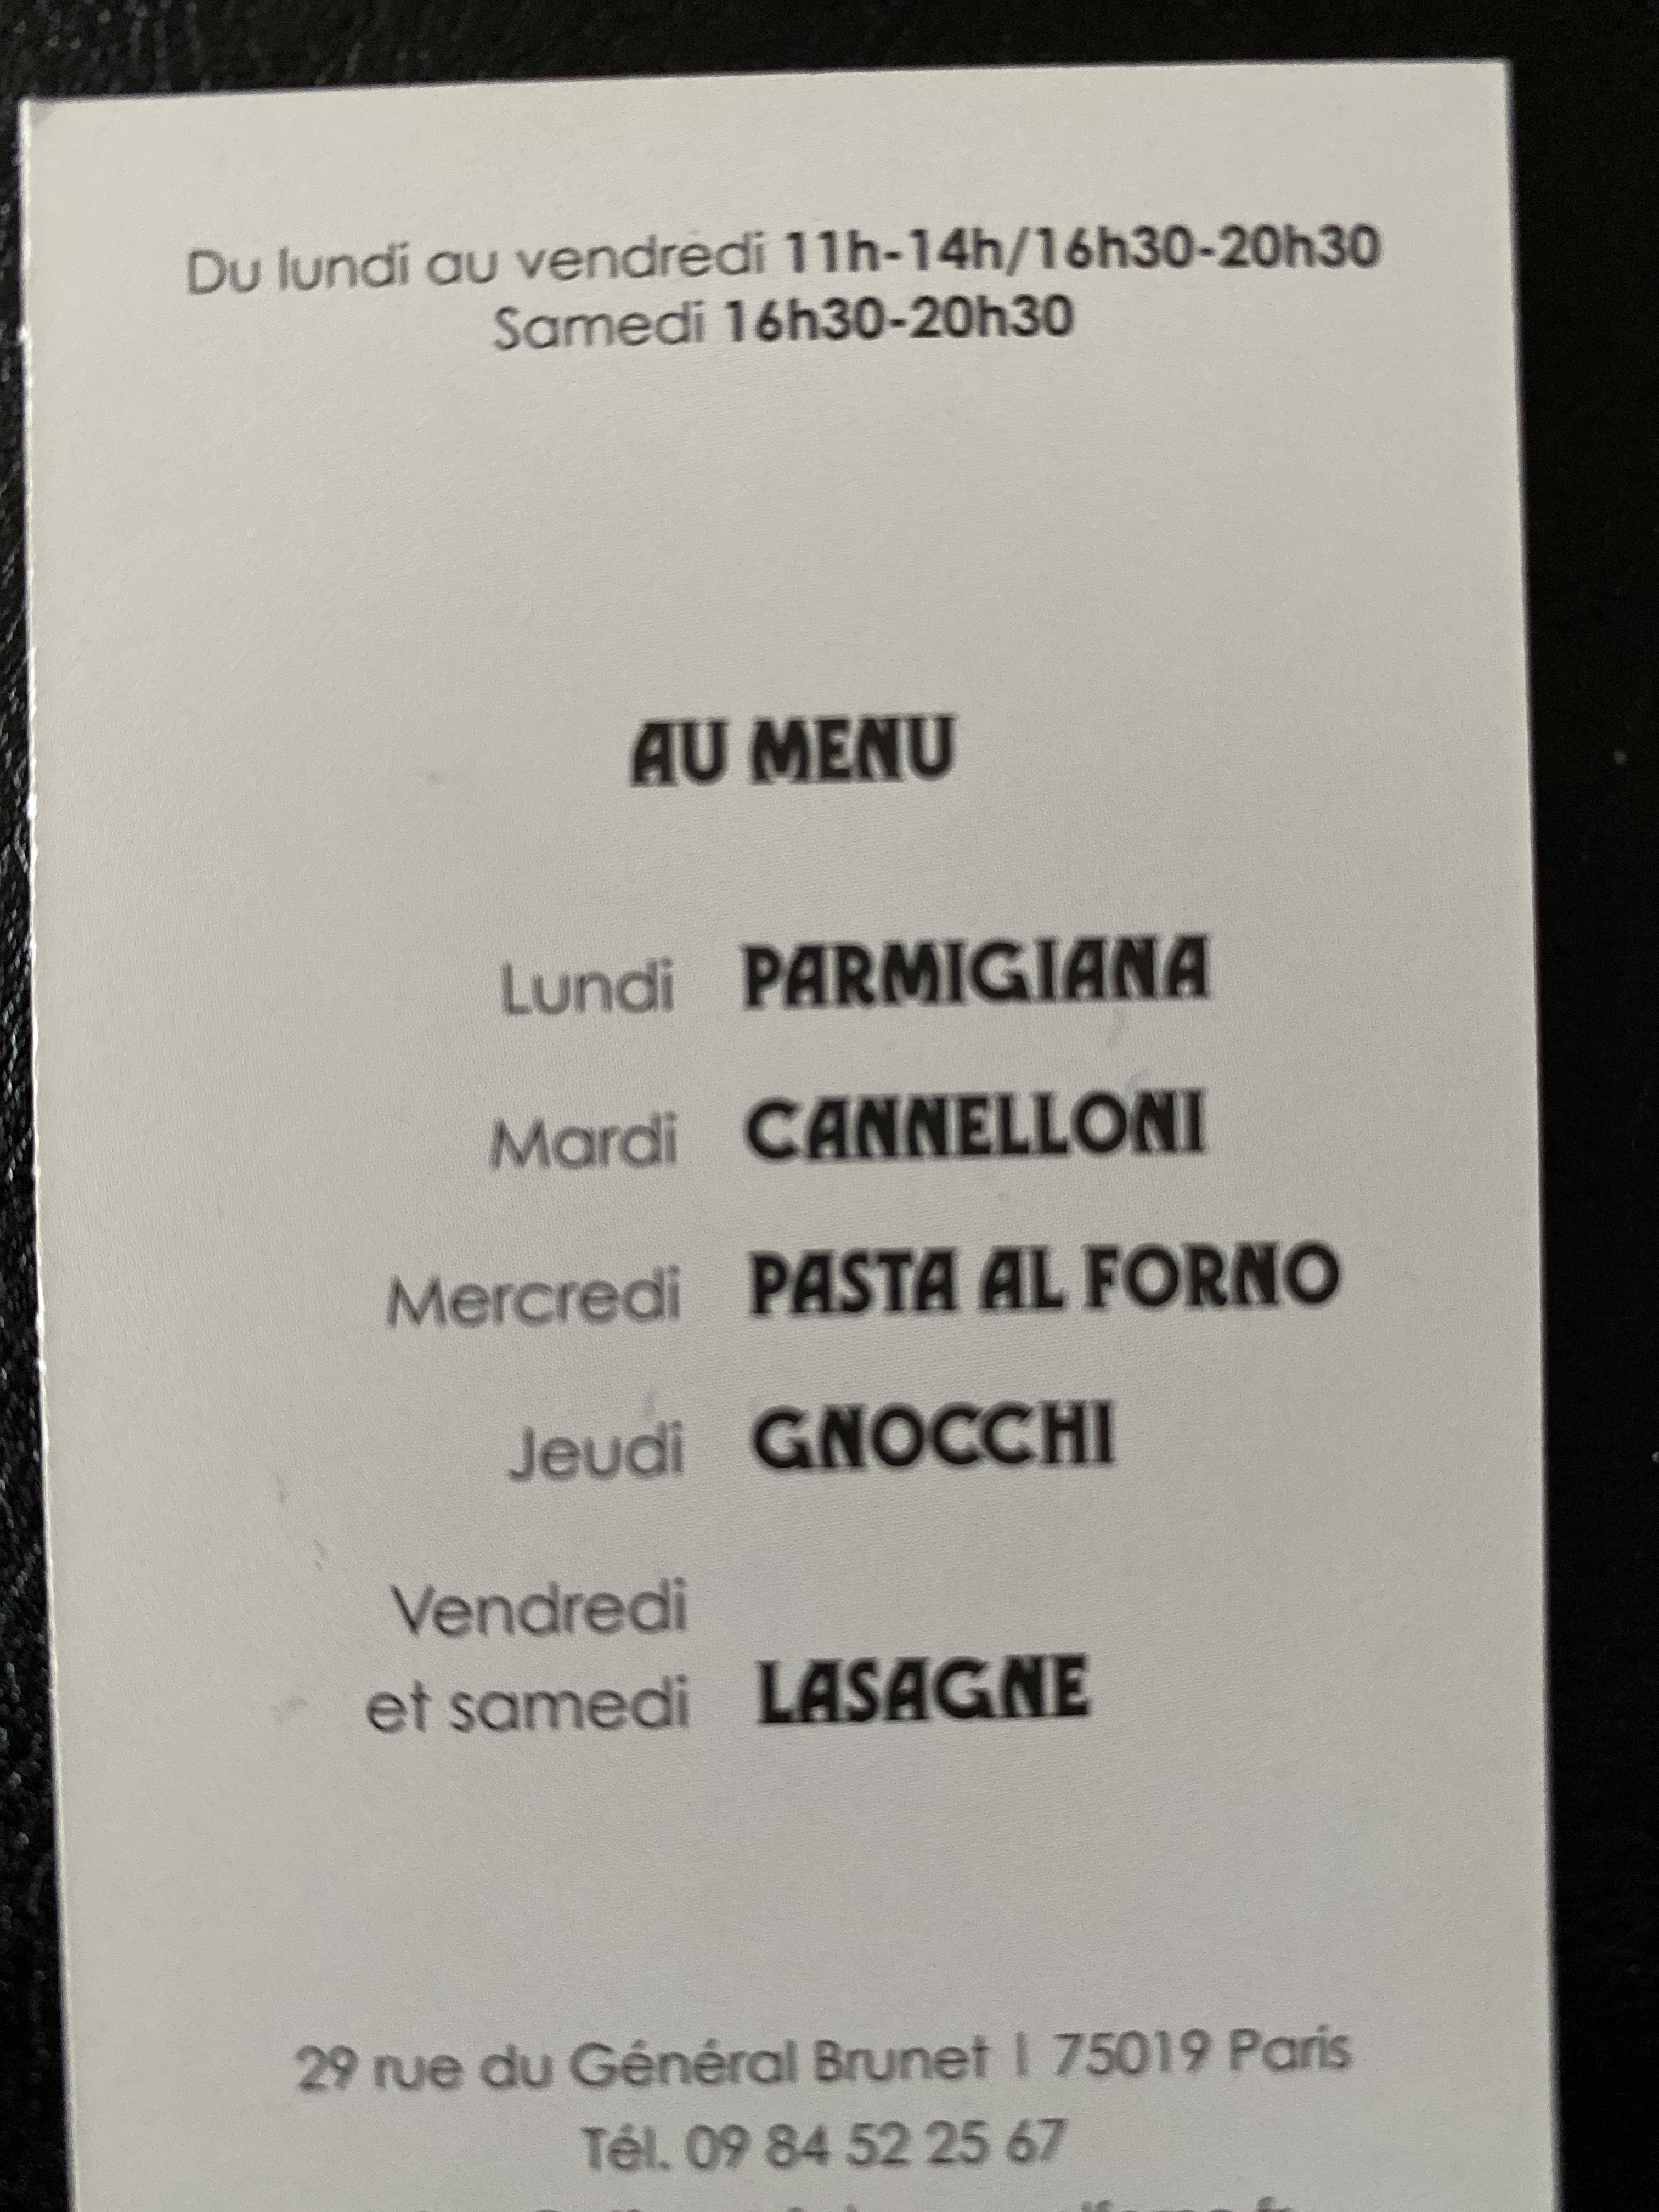 Du lundi au vendredi 11h-14h/16h30-20h30
Samedi 16h30-20h30
AU MENU
Lundi PARMIGIANA
Mardi CANNELLONI
Mercredi PASTA AL FORNO
Jeudi GNOCCHI
Vendredi
et samedi LASAGNE
29 rue du Général Brunet | 75019 Paris
Tél. 09 84 52 25 67